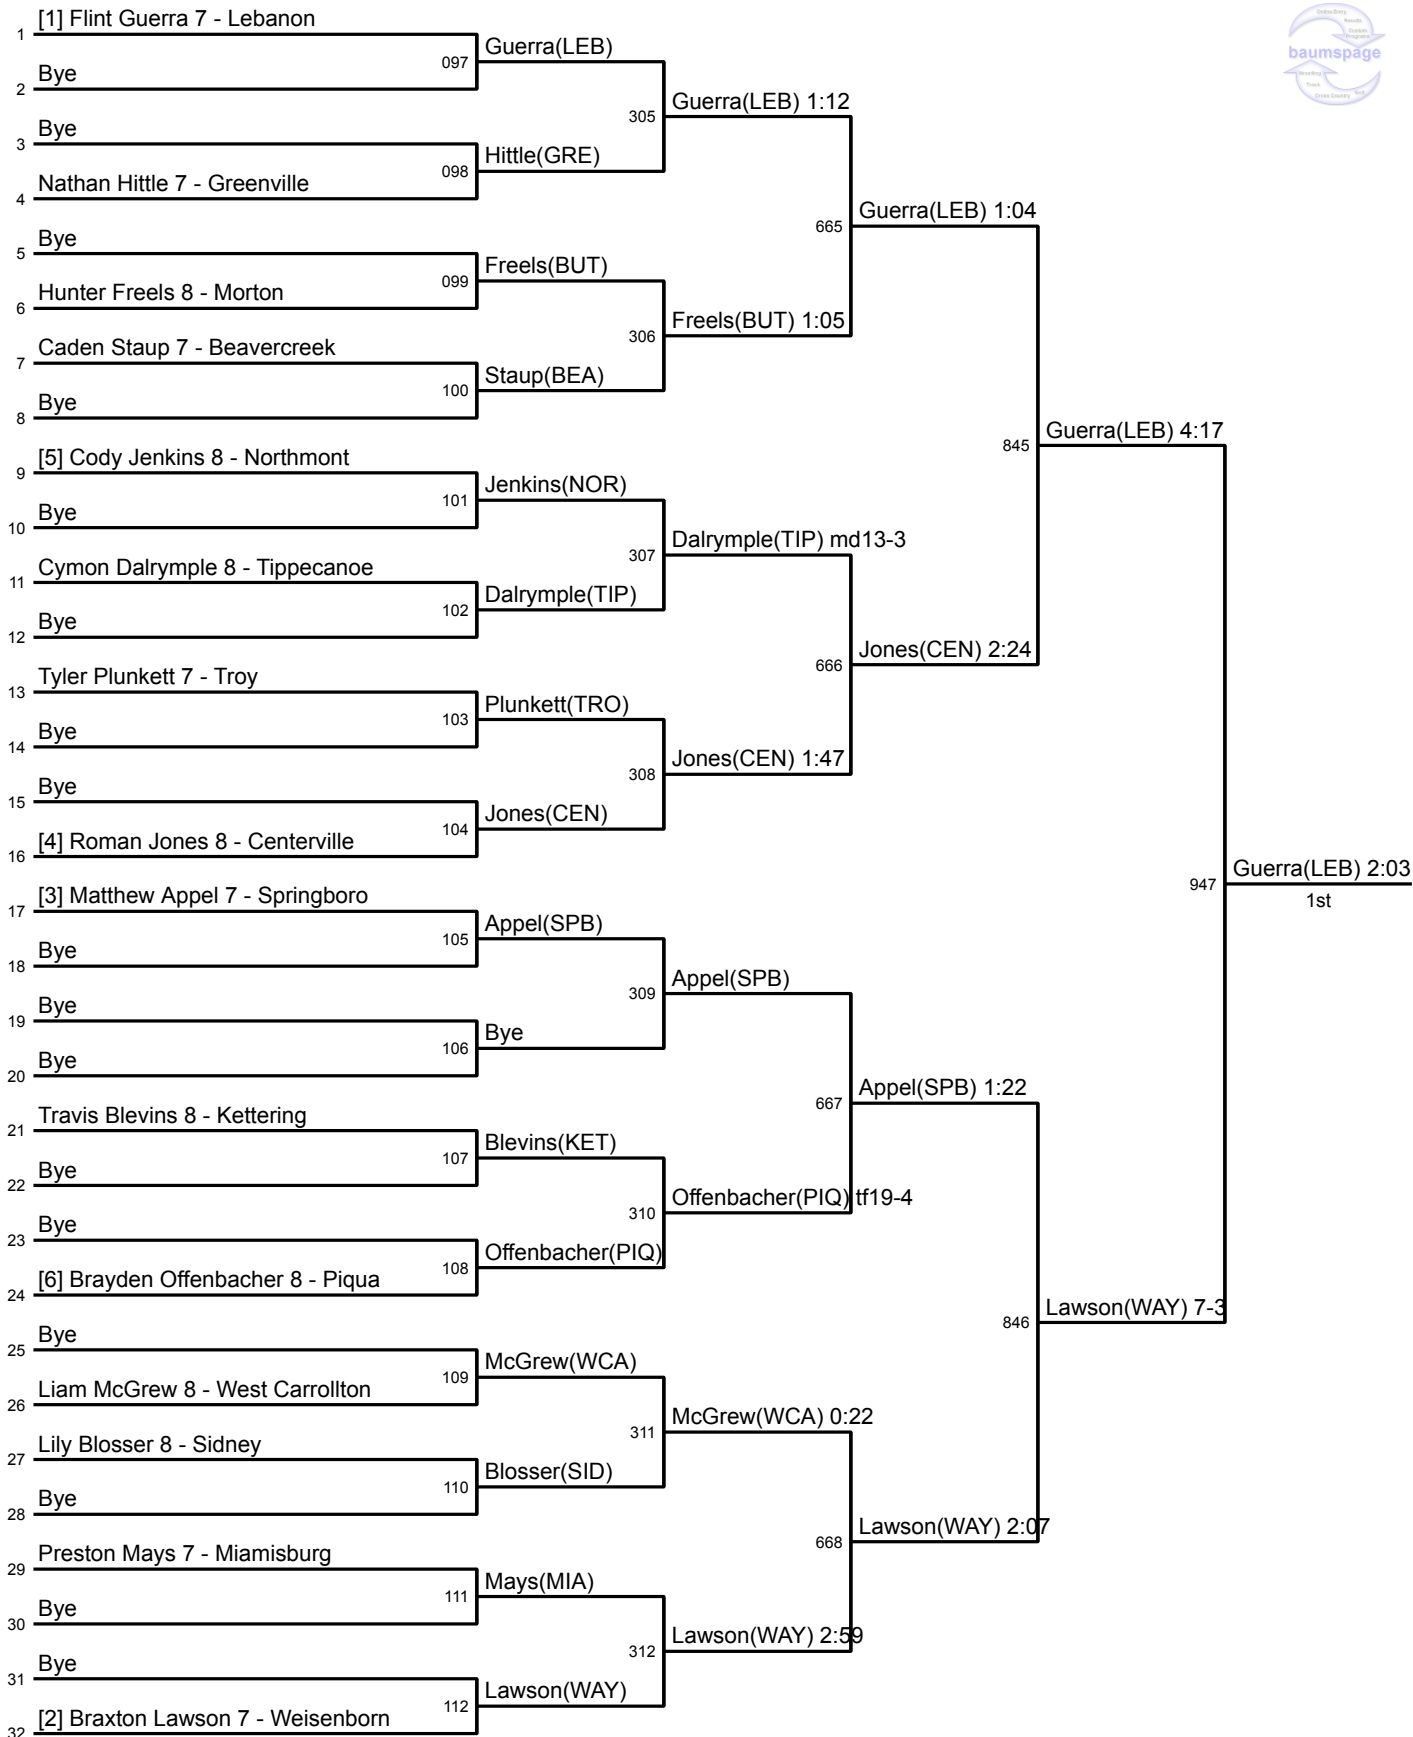 [1] Flint Guerra 7 - Lebanon
1
Bye
2
Bye
3
Nathan Hittle 7 - Greenville
4
Bye
5
Hunter Freels 8 - Morton
6
Caden Staup 7 - Beavercreek
7
Bye
8
[5] Cody Jenkins 8 - Northmont
9
Bye
10
Cymon Dalrymple 8 - Tippecanoe
11
Bye
12
Tyler Plunkett 7 - Troy
13
Bye
14
Bye
15
[4] Roman Jones 8 - Centerville
16
[3] Matthew Appel 7 - Springboro
17
Bye
18
Bye
19
Bye
20
Travis Blevins 8 - Kettering
21
Bye
22
Bye
23
[6] Brayden Offenbacher 8 - Piqua
24
Bye
25
Liam McGrew 8 - West Carrollton
26
Lily Blosser 8 - Sidney
27
Bye
28
Preston Mays 7 - Miamisburg
29
Bye
30
Bye
31
[2] Braxton Lawson 7 - Weisenborn
32
097
Guerra(LEB)
098
Hittle(GRE)
099
Freels(BUT)
100
Staup(BEA)
101
Jenkins(NOR)
102
Dalrymple(TIP)
103
Plunkett(TRO)
104
Jones(CEN)
105
Appel(SPB)
106
Bye
107
Blevins(KET)
108
Offenbacher(PIQ)
109
McGrew(WCA)
110
Blosser(SID)
111
Mays(MIA)
112
Lawson(WAY)
305
Guerra(LEB) 1:12
306
Freels(BUT) 1:05
307
Dalrymple(TIP) md13-3
308
Jones(CEN) 1:47
309
Appel(SPB)
310
Offenbacher(PIQ) tf19-4
311
McGrew(WCA) 0:22
312
Lawson(WAY) 2:59
665
Guerra(LEB) 1:04
666
Jones(CEN) 2:24
667
Appel(SPB) 1:22
668
Lawson(WAY) 2:07
845
Guerra(LEB) 4:17
846
Lawson(WAY) 7-3
947
Guerra(LEB) 2:03
1st
Online Entry
Results
Custom
Programs
baumspage
Wrestling
Track
Cross Country